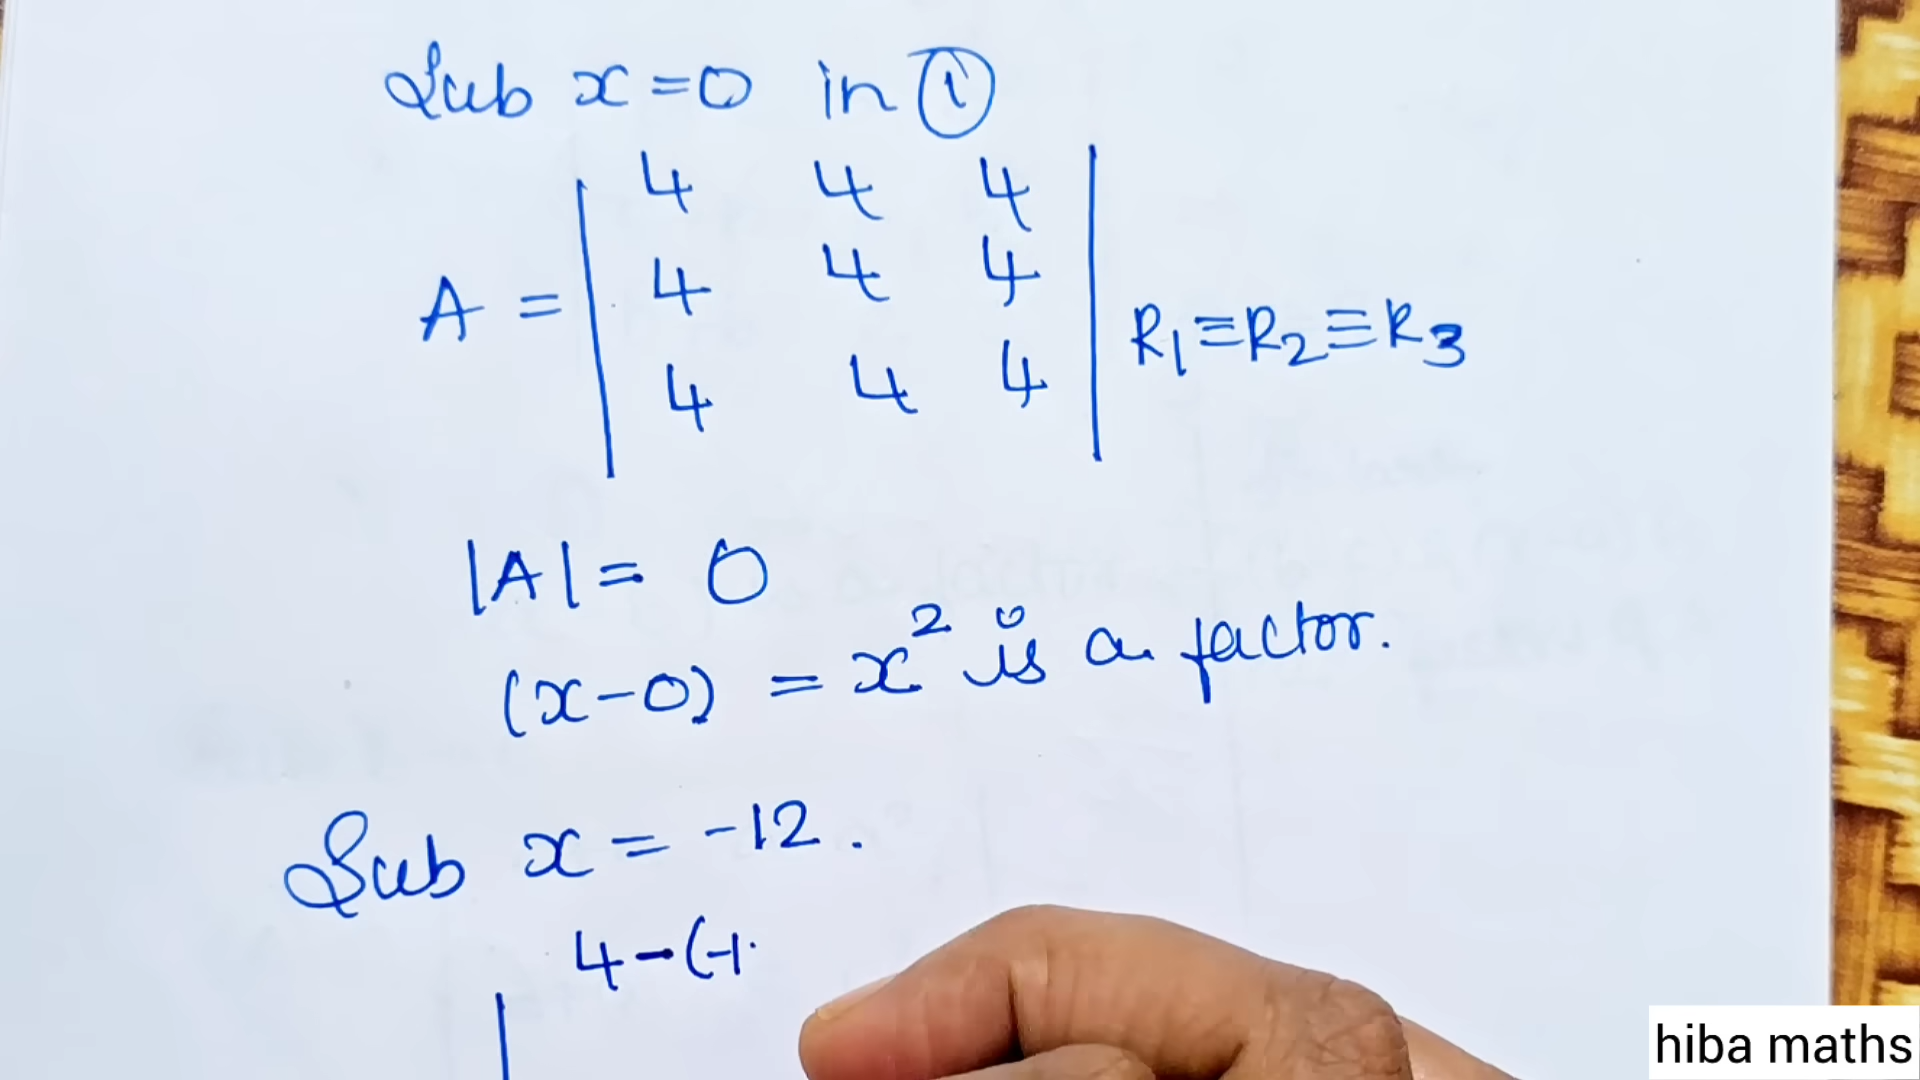 Sub x = 0 in ①
4 4 4
A = | 4 4 4 | R₁ ≡ R₂ ≡ R₃
4 4 4
|A| = 0
(x-0) = x² is a factor.
Sub x = -12.
4-(-1
hiba maths